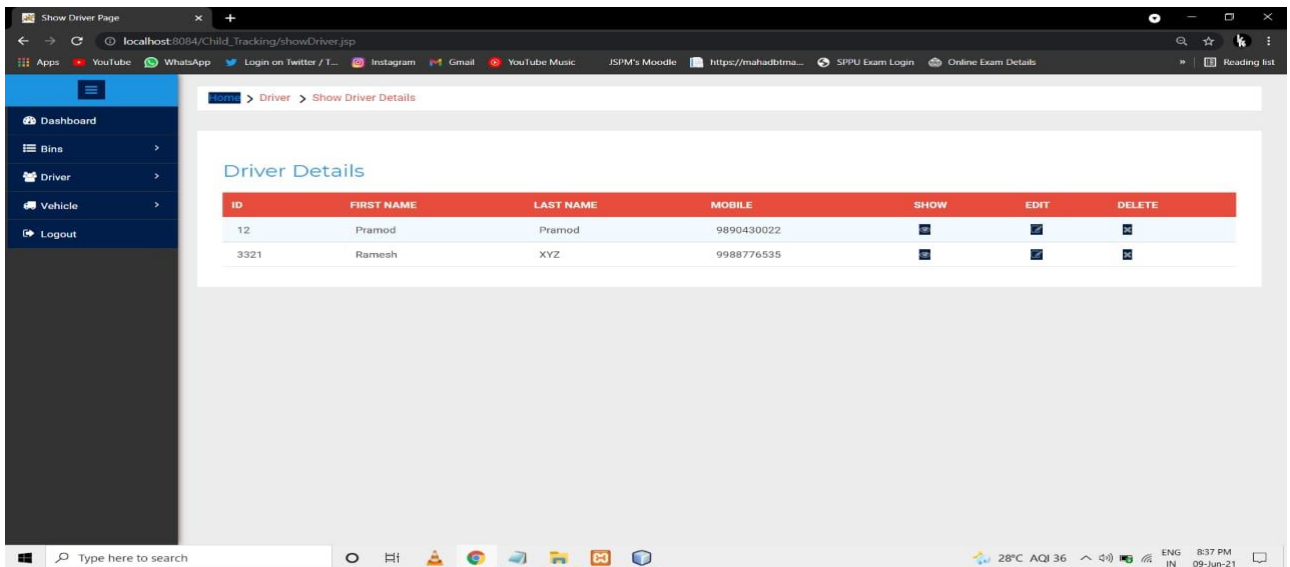 Show Driver Page
localhost:8084/Child_Tracking/showDriver.jsp
Apps YouTube WhatsApp Login on Twitter / T... Instagram Gmail YouTube Music JSPM's Moodle https://mahadbtma... SPPU Exam Login Online Exam Details » Reading list
Home > Driver > Show Driver Details
Dashboard
Bins
Driver
Vehicle
Logout
Driver Details
ID FIRST NAME LAST NAME MOBILE SHOW EDIT DELETE
12 Pramod Pramod 9890430022
3321 Ramesh XYZ 9988776535
Type here to search
28°C AQI 36
ENG 8:37 PM
IN 09-Jun-21